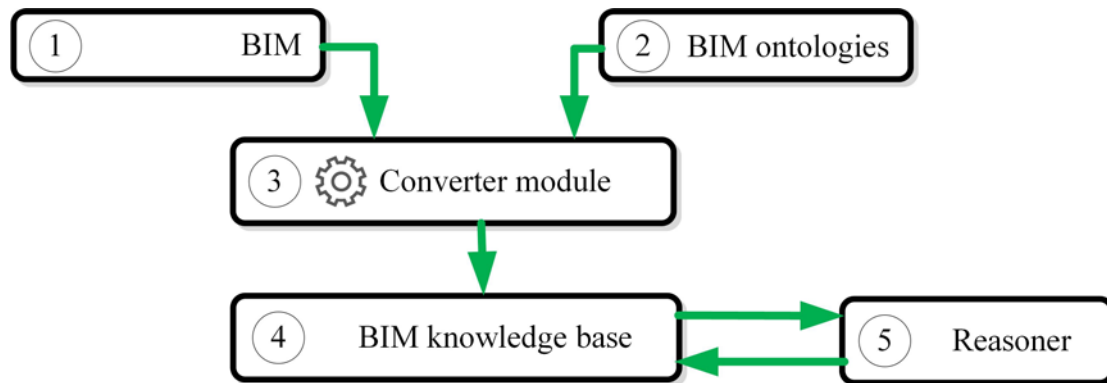 1 BIM
2 BIM ontologies
3 Converter module
4 BIM knowledge base
5 Reasoner